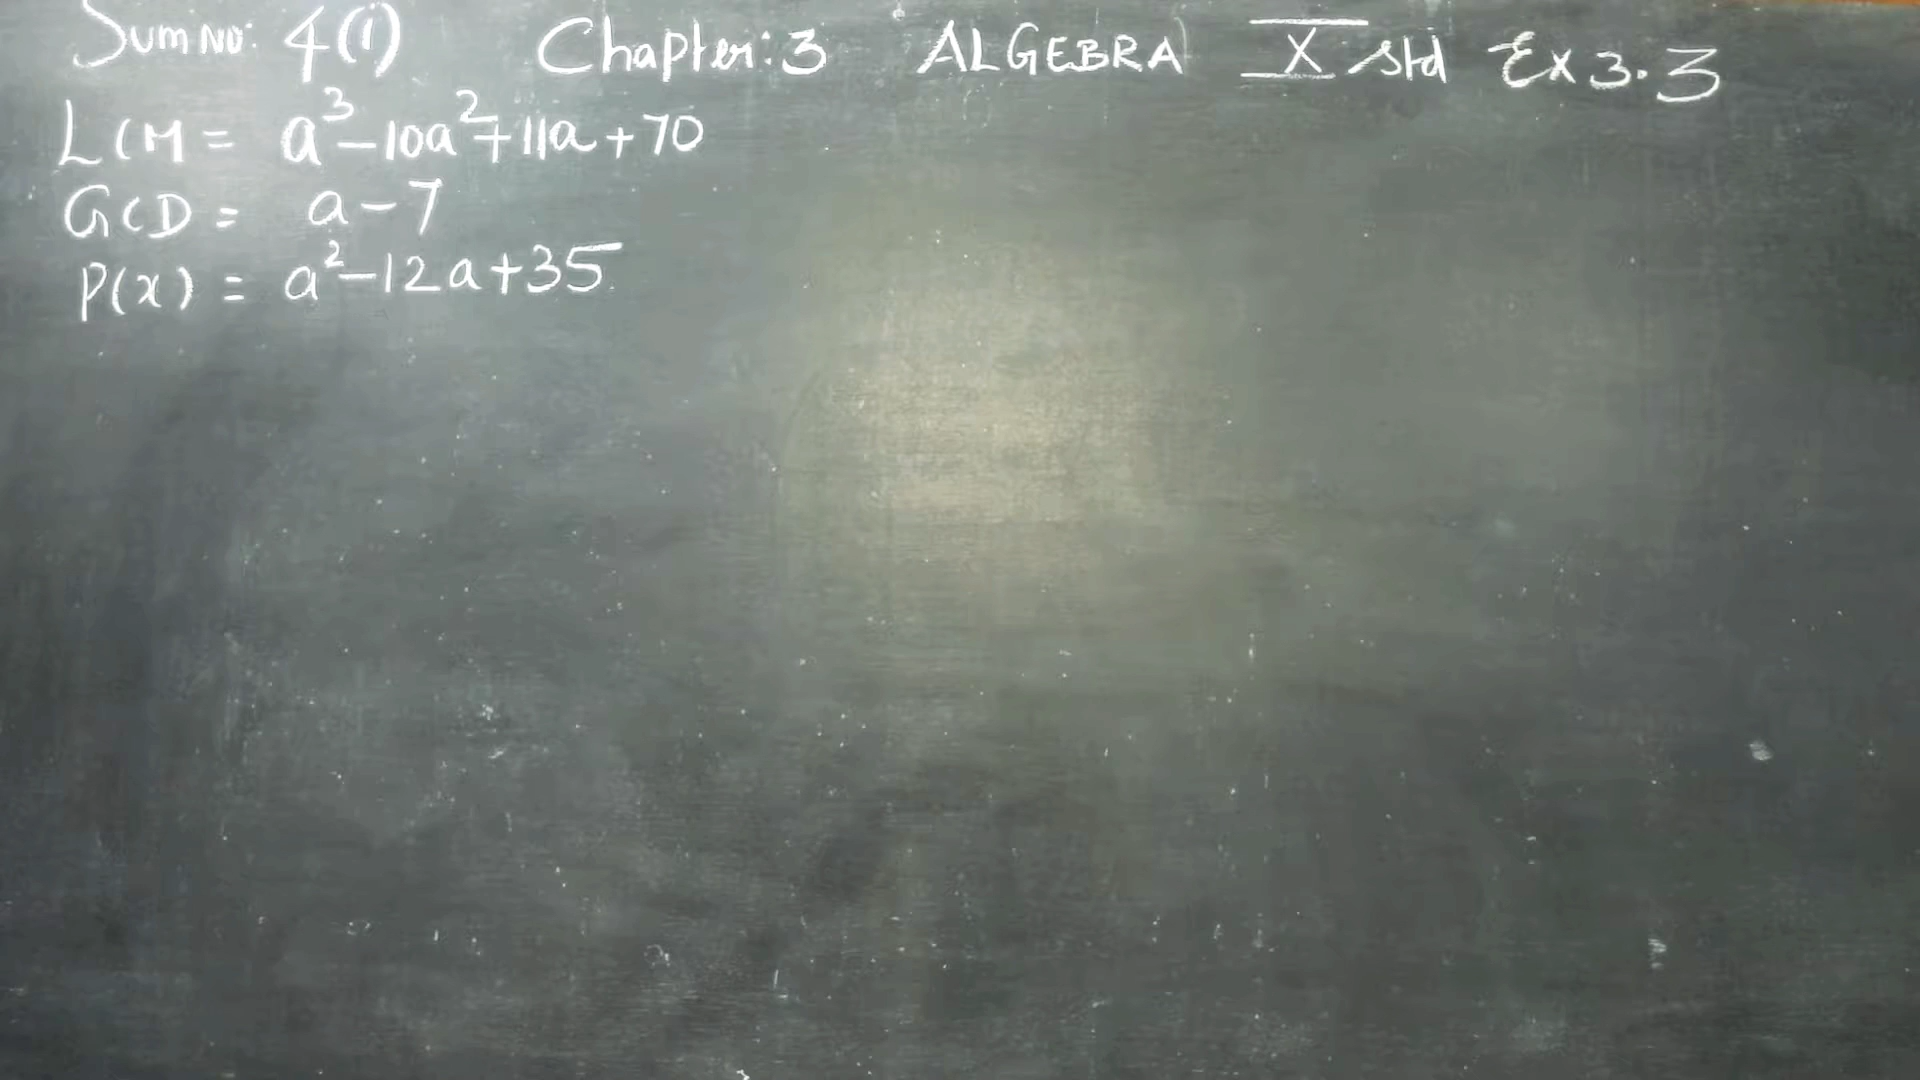 Sum No: 4(i) Chapter: 3 ALGEBRA X std Ex 3.3
LCM = a³-10a²+11a+70
GCD = a-7
P(x) = a²-12a+35